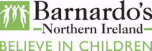 Barnardo's
Northern Ireland
BELIEVE IN CHILDREN